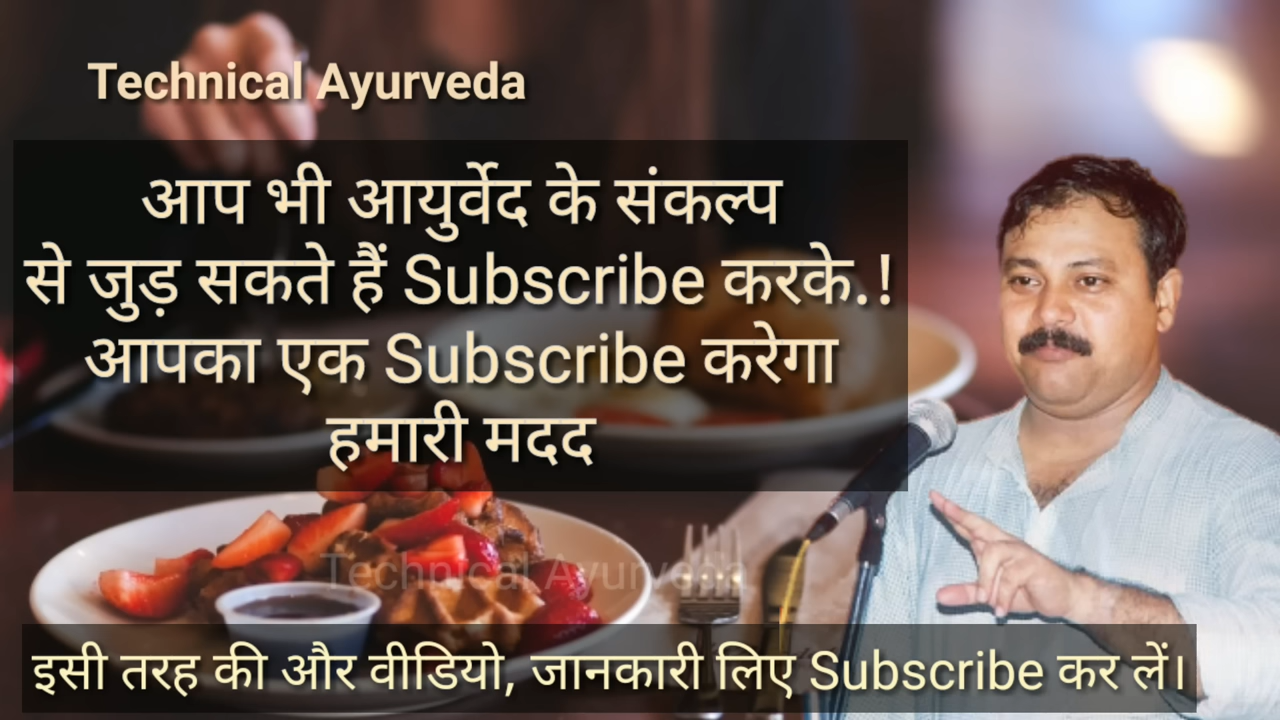 Technical Ayurveda
आप भी आयुर्वेद के संकल्प
से जुड़ सकते हैं Subscribe करके.!
आपका एक Subscribe करेगा
हमारी मदद
Technical Ayurveda
इसी तरह की और वीडियो, जानकारी लिए Subscribe कर लें।